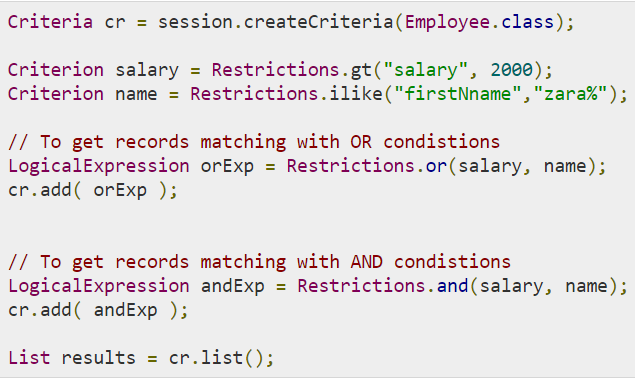 Criteria cr = session.createCriteria(Employee.class);
Criterion salary = Restrictions.gt("salary", 2000);
Criterion name = Restrictions.ilike("firstNname","zara%");
// To get records matching with OR condistions
LogicalExpression orExp = Restrictions.or(salary, name);
cr.add( orExp );
// To get records matching with AND condistions
LogicalExpression andExp = Restrictions.and(salary, name);
cr.add( andExp );
List results = cr.list();